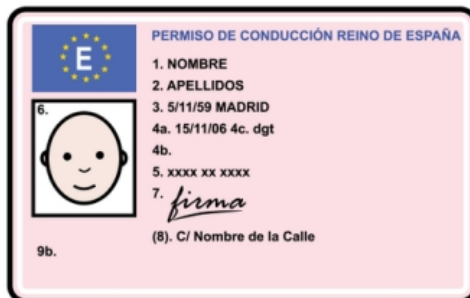 E
PERMISO DE CONDUCCIÓN REINO DE ESPAÑA
1. NOMBRE
2. APELLIDOS
3. 5/11/59 MADRID
4a. 15/11/06 4c. dgt
4b.
5. xxxx xx xxxx
6.
7. firma
(8). C/ Nombre de la Calle
9b.